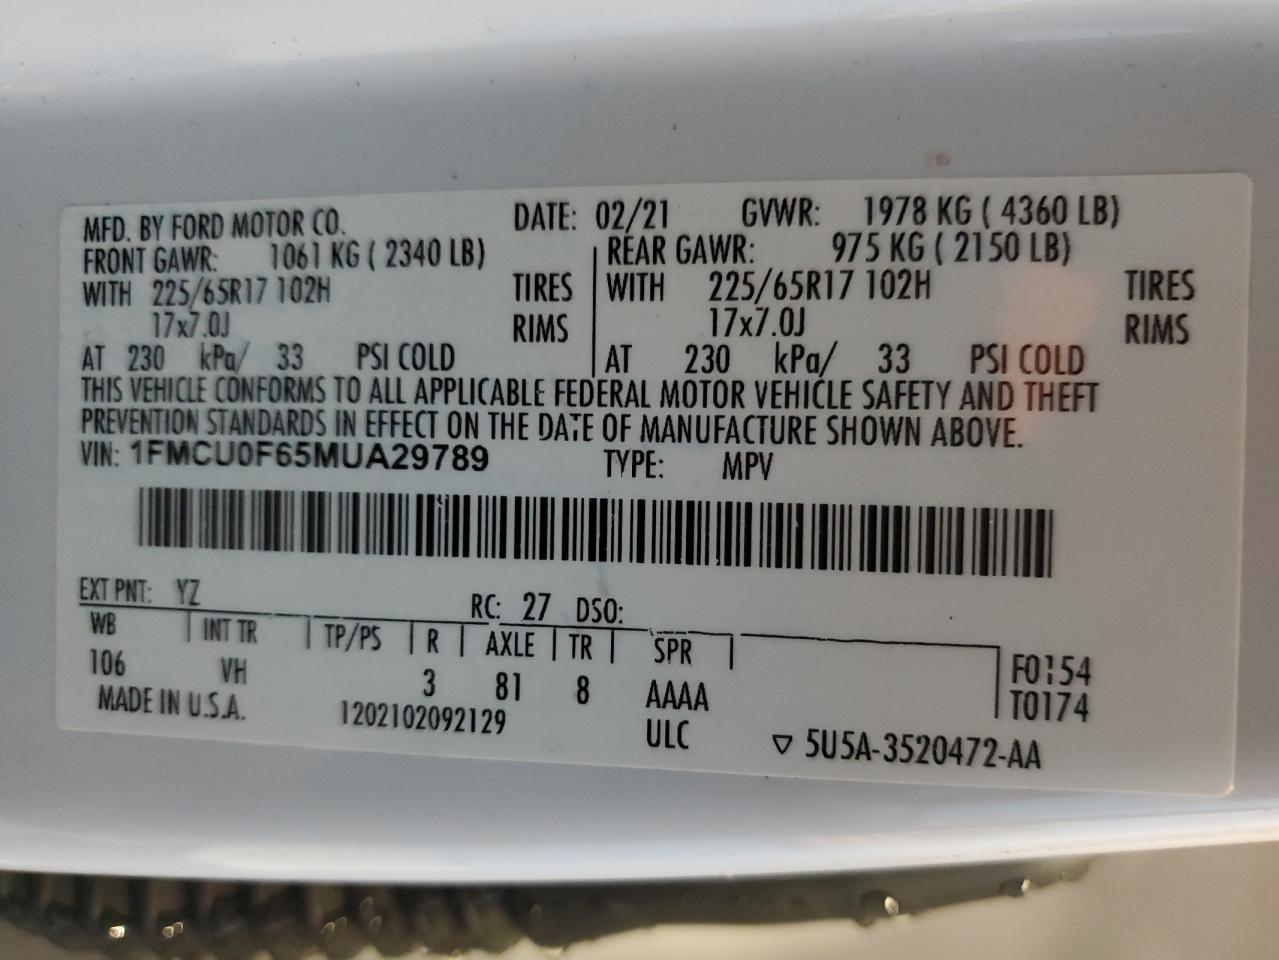 MFD. BY FORD MOTOR CO. DATE: 02/21 GVWR: 1978 KG ( 4360 LB)
FRONT GAWR: 1061 KG ( 2340 LB) REAR GAWR: 975 KG ( 2150 LB)
WITH 225/65R17 102H TIRES WITH 225/65R17 102H TIRES
17x7.0J RIMS 17x7.0J RIMS
AT 230 kPa/ 33 PSI COLD AT 230 kPa/ 33 PSI COLD
THIS VEHICLE CONFORMS TO ALL APPLICABLE FEDERAL MOTOR VEHICLE SAFETY AND THEFT
PREVENTION STANDARDS IN EFFECT ON THE DATE OF MANUFACTURE SHOWN ABOVE.
VIN: 1FMCU0F65MUA29789 TYPE: MPV
EXT PNT: YZ RC: 27 DSO:
WB INT TR TP/PS R AXLE TR SPR
106 VH 3 81 8 AAAA F0154
MADE IN U.S.A. 1202102092129 ULC T0174
▽ 5U5A-3520472-AA